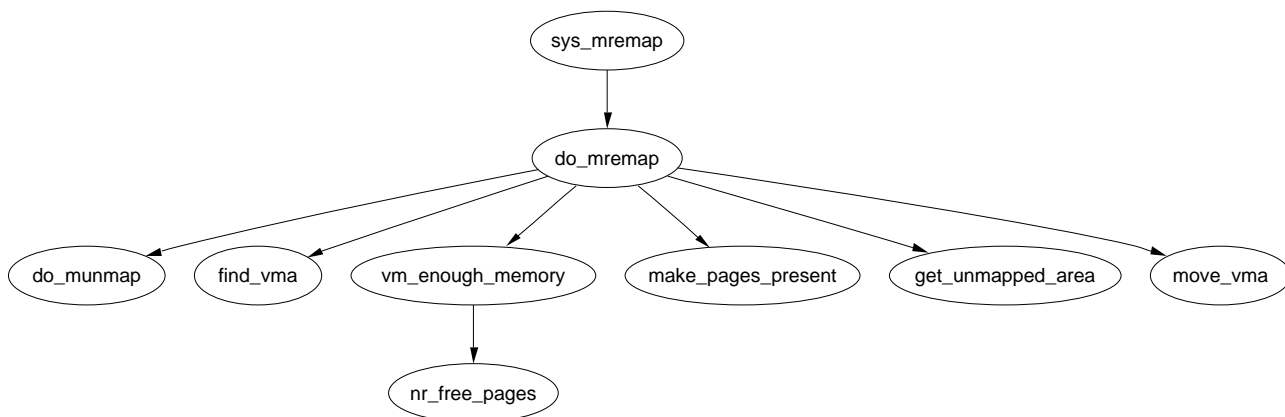 sys_mremap
do_mremap
do_munmap
find_vma
vm_enough_memory
make_pages_present
get_unmapped_area
move_vma
nr_free_pages